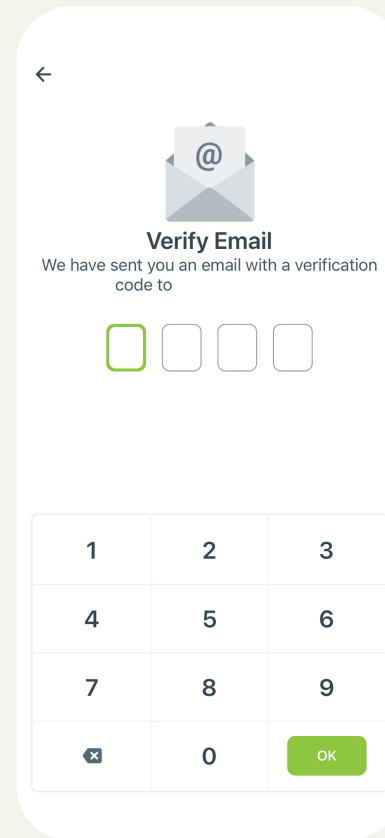 @
Verify Email
We have sent you an email with a verification
code to
1 2 3
4 5 6
7 8 9
0 OK